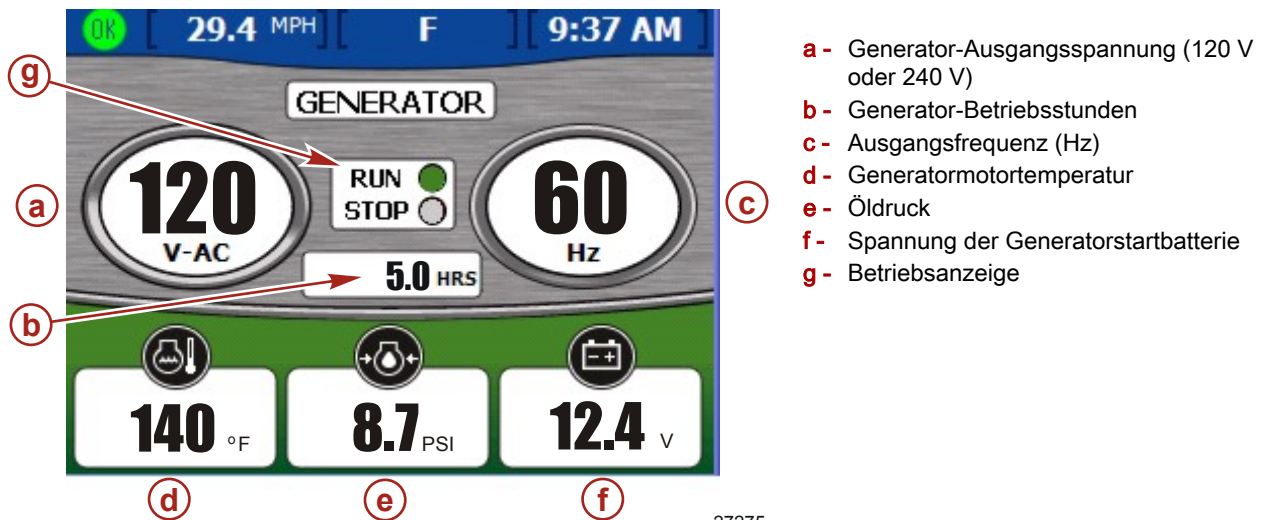 OK 29.4 MPH F 9:37 AM
GENERATOR
g
RUN
STOP
120
V-AC
60
Hz
a
c
5.0 HRS
b
140 °F
8.7 PSI
12.4 V
d
e
f
a - Generator-Ausgangsspannung (120 V
oder 240 V)
b - Generator-Betriebsstunden
c - Ausgangsfrequenz (Hz)
d - Generatormotortemperatur
e - Öldruck
f - Spannung der Generatorstartbatterie
g - Betriebsanzeige